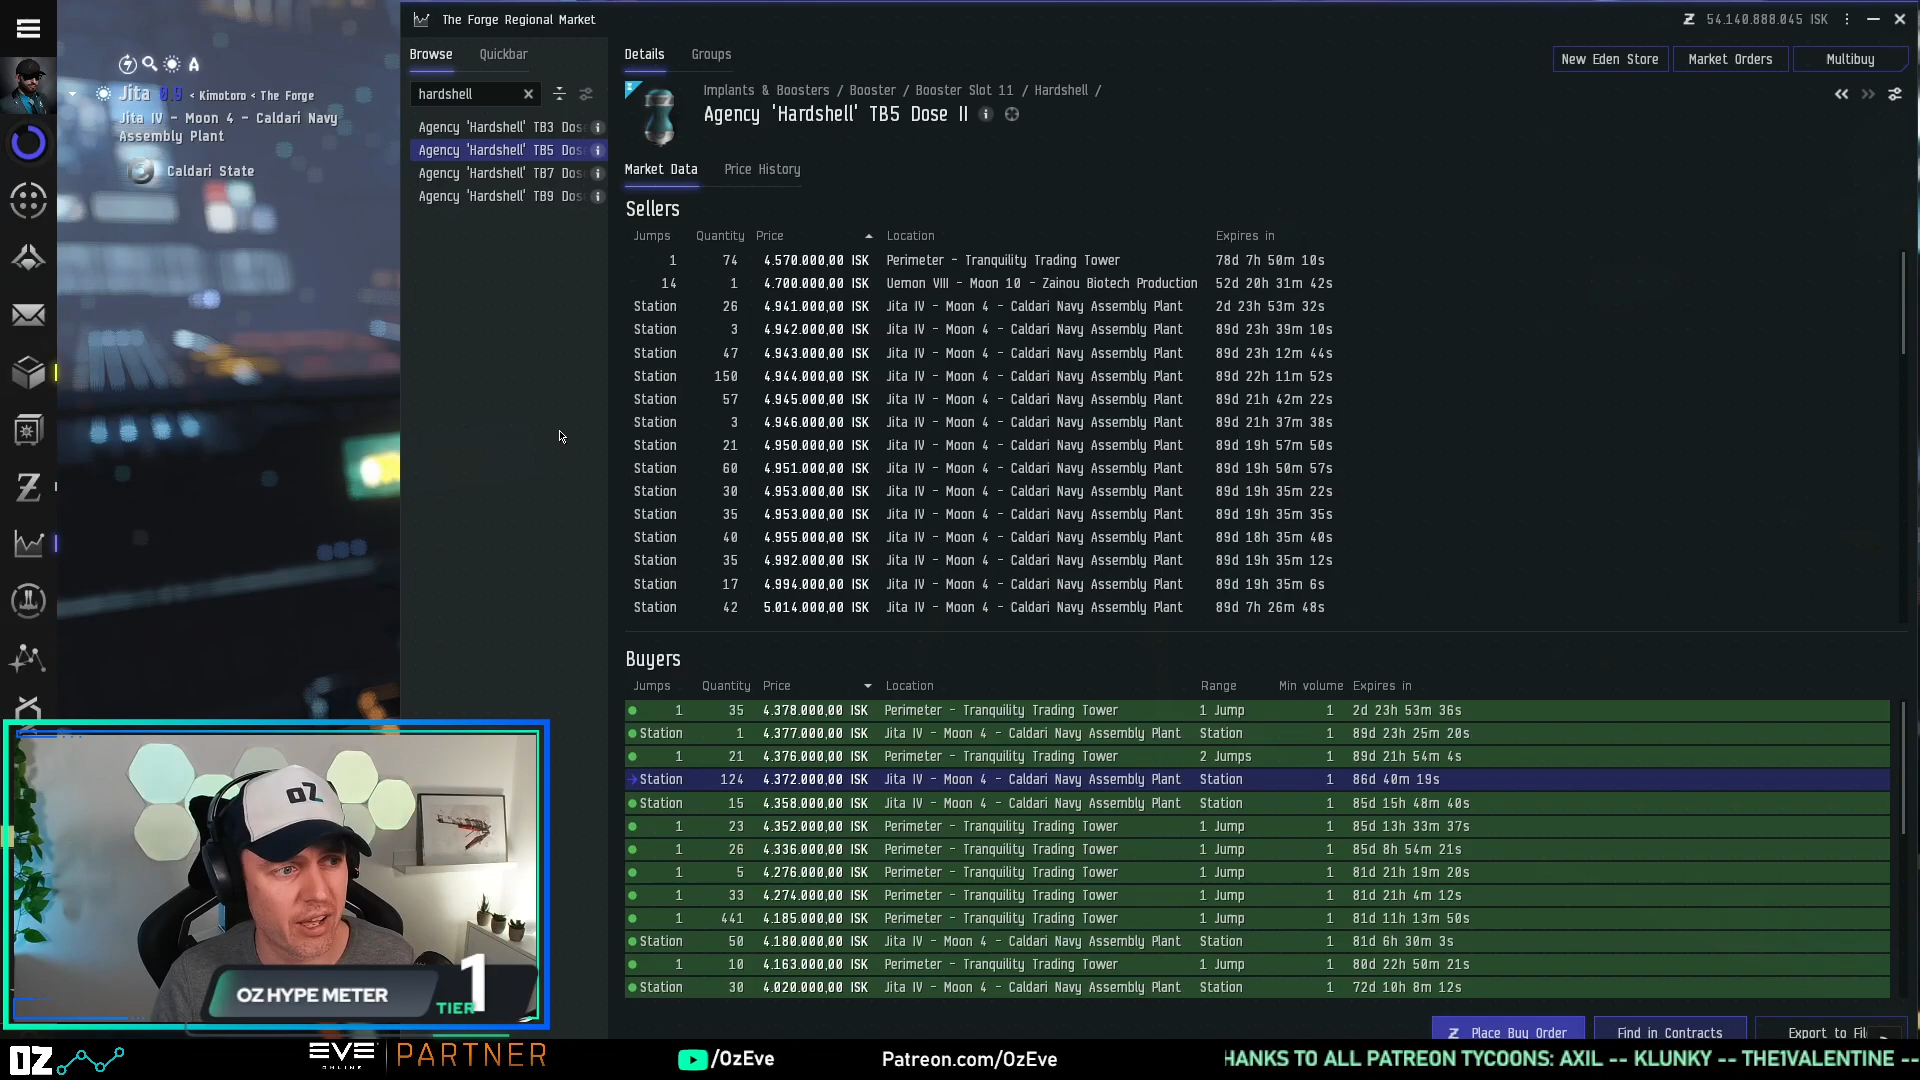 The Forge Regional Market
54.140.888.045 ISK
Browse Quickbar
hardshell
Agency 'Hardshell' TB3 Dos
Agency 'Hardshell' TB5 Dos
Agency 'Hardshell' TB7 Dos
Agency 'Hardshell' TB9 Dos
Jita 0.9 < Kimotoro < The Forge
Jita IV - Moon 4 - Caldari Navy
Assembly Plant
Caldari State
Details Groups
New Eden Store Market Orders Multibuy
Implants & Boosters / Booster / Booster Slot 11 / Hardshell /
Agency 'Hardshell' TB5 Dose II
Market Data Price History
Sellers
Jumps Quantity Price Location Expires in
1 74 4.570.000,00 ISK Perimeter - Tranquility Trading Tower 78d 7h 50m 10s
14 1 4.700.000,00 ISK Uemon VIII - Moon 10 - Zainou Biotech Production 52d 20h 31m 42s
Station 26 4.941.000,00 ISK Jita IV - Moon 4 - Caldari Navy Assembly Plant 2d 23h 53m 32s
Station 3 4.942.000,00 ISK Jita IV - Moon 4 - Caldari Navy Assembly Plant 89d 23h 39m 10s
Station 47 4.943.000,00 ISK Jita IV - Moon 4 - Caldari Navy Assembly Plant 89d 23h 12m 44s
Station 150 4.944.000,00 ISK Jita IV - Moon 4 - Caldari Navy Assembly Plant 89d 22h 11m 52s
Station 57 4.945.000,00 ISK Jita IV - Moon 4 - Caldari Navy Assembly Plant 89d 21h 42m 22s
Station 3 4.946.000,00 ISK Jita IV - Moon 4 - Caldari Navy Assembly Plant 89d 21h 37m 38s
Station 21 4.950.000,00 ISK Jita IV - Moon 4 - Caldari Navy Assembly Plant 89d 19h 57m 50s
Station 60 4.951.000,00 ISK Jita IV - Moon 4 - Caldari Navy Assembly Plant 89d 19h 50m 57s
Station 30 4.953.000,00 ISK Jita IV - Moon 4 - Caldari Navy Assembly Plant 89d 19h 35m 22s
Station 35 4.953.000,00 ISK Jita IV - Moon 4 - Caldari Navy Assembly Plant 89d 19h 35m 35s
Station 40 4.955.000,00 ISK Jita IV - Moon 4 - Caldari Navy Assembly Plant 89d 18h 35m 40s
Station 35 4.992.000,00 ISK Jita IV - Moon 4 - Caldari Navy Assembly Plant 89d 19h 35m 12s
Station 17 4.994.000,00 ISK Jita IV - Moon 4 - Caldari Navy Assembly Plant 89d 19h 35m 6s
Station 42 5.014.000,00 ISK Jita IV - Moon 4 - Caldari Navy Assembly Plant 89d 7h 26m 48s
Buyers
Jumps Quantity Price Location Range Min volume Expires in
1 35 4.378.000,00 ISK Perimeter - Tranquility Trading Tower 1 Jump 1 2d 23h 53m 36s
Station 1 4.377.000,00 ISK Jita IV - Moon 4 - Caldari Navy Assembly Plant Station 1 89d 23h 25m 20s
1 21 4.376.000,00 ISK Perimeter - Tranquility Trading Tower 2 Jumps 1 89d 21h 54m 4s
Station 124 4.372.000,00 ISK Jita IV - Moon 4 - Caldari Navy Assembly Plant Station 1 86d 40m 19s
Station 15 4.358.000,00 ISK Jita IV - Moon 4 - Caldari Navy Assembly Plant Station 1 85d 15h 48m 40s
1 23 4.352.000,00 ISK Perimeter - Tranquility Trading Tower 1 Jump 1 85d 13h 33m 37s
1 26 4.336.000,00 ISK Perimeter - Tranquility Trading Tower 1 Jump 1 85d 8h 54m 21s
1 5 4.276.000,00 ISK Perimeter - Tranquility Trading Tower 1 Jump 1 81d 21h 19m 20s
1 33 4.274.000,00 ISK Perimeter - Tranquility Trading Tower 1 Jump 1 81d 21h 4m 12s
1 441 4.185.000,00 ISK Perimeter - Tranquility Trading Tower 1 Jump 1 81d 11h 13m 50s
Station 50 4.180.000,00 ISK Jita IV - Moon 4 - Caldari Navy Assembly Plant Station 1 81d 6h 30m 3s
1 10 4.163.000,00 ISK Perimeter - Tranquility Trading Tower 1 Jump 1 80d 22h 50m 21s
Station 30 4.020.000,00 ISK Jita IV - Moon 4 - Caldari Navy Assembly Plant Station 1 72d 10h 8m 12s
Place Buy Order Find in Contracts Export to Fil
OZ
OZ HYPE METER TIER 1
OZ EVE ONLINE PARTNER /OzEve Patreon.com/OzEve HANKS TO ALL PATREON TYCOONS: AXIL -- KLUNKY -- THE1VALENTINE --